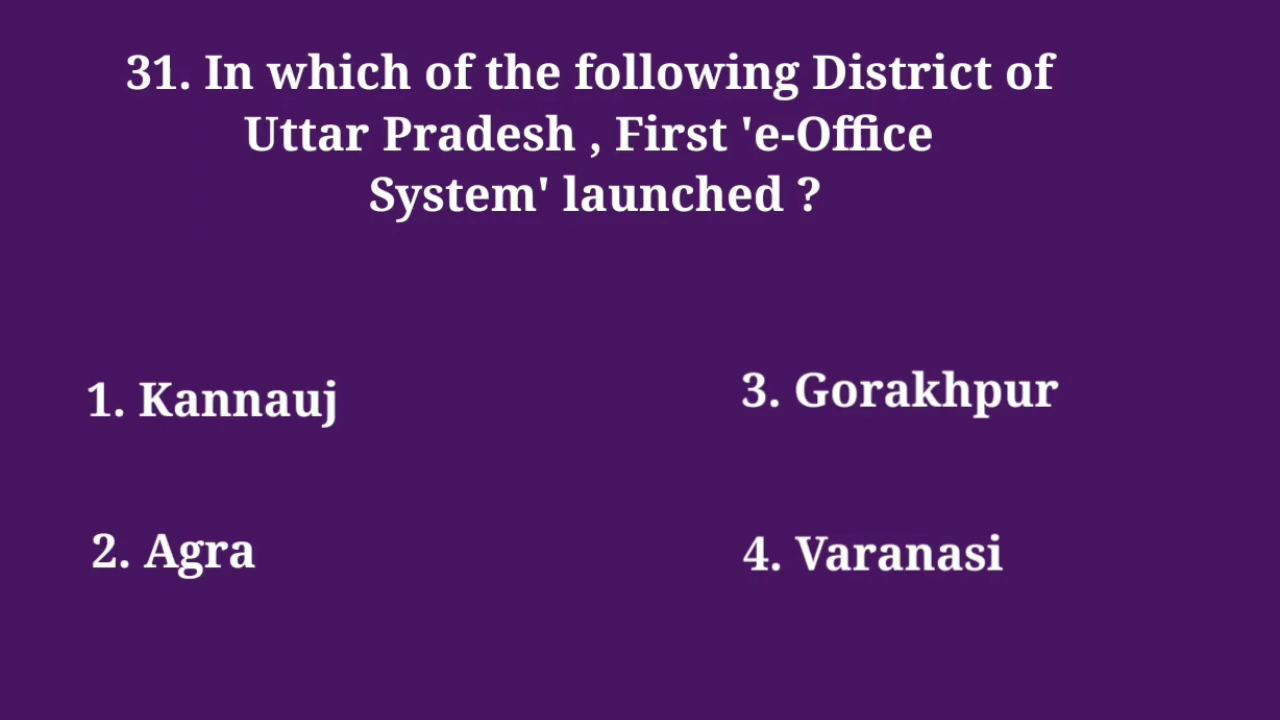 31. In which of the following District of
Uttar Pradesh , First 'e-Office
System' launched ?
1. Kannauj
2. Agra
3. Gorakhpur
4. Varanasi